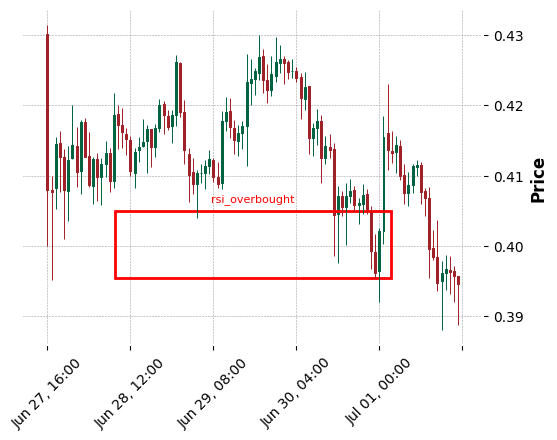 0.43
0.42
0.41
rsi_overbought
0.40
0.39
Price
Jun 27, 16:00
Jun 28, 12:00
Jun 29, 08:00
Jun 30, 04:00
Jul 01, 00:00